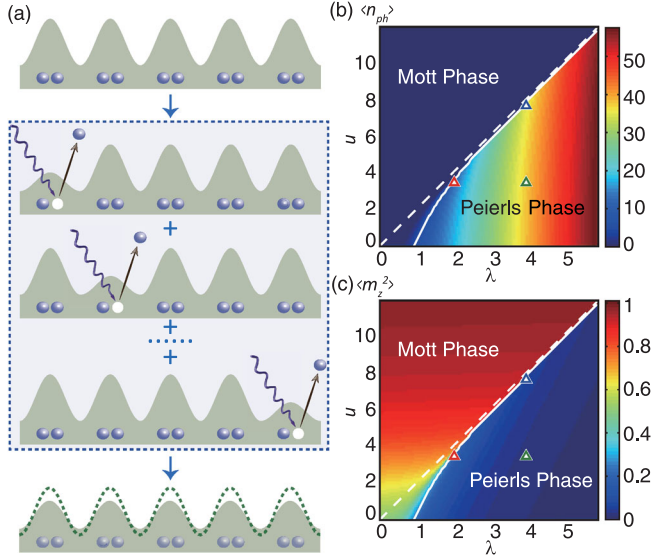 (a)
+
+
+
(b) <n_ph>
Mott Phase
Peierls Phase
u
10
8
6
4
2
0
0 1 2 3 4 5
λ
50
40
30
20
10
0
(c) <m_z^2>
Mott Phase
Peierls Phase
u
10
8
6
4
2
0
0 1 2 3 4 5
λ
1
0.8
0.6
0.4
0.2
0